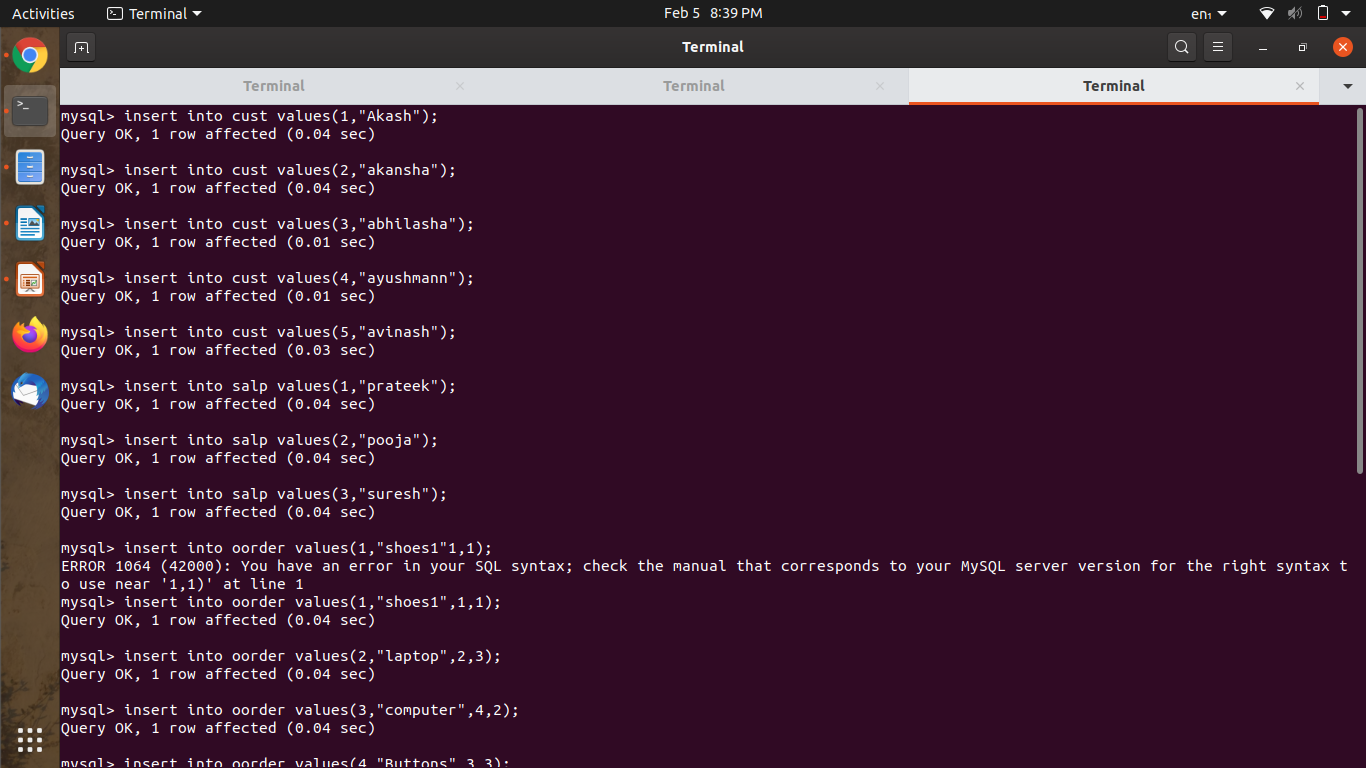 Activities
Terminal
Feb 5 8:39 PM
en₁
Terminal
Terminal
Terminal
Terminal
mysql> insert into cust values(1,"Akash");
Query OK, 1 row affected (0.04 sec)
mysql> insert into cust values(2,"akansha");
Query OK, 1 row affected (0.04 sec)
mysql> insert into cust values(3,"abhilasha");
Query OK, 1 row affected (0.01 sec)
mysql> insert into cust values(4,"ayushmann");
Query OK, 1 row affected (0.01 sec)
mysql> insert into cust values(5,"avinash");
Query OK, 1 row affected (0.03 sec)
mysql> insert into salp values(1,"prateek");
Query OK, 1 row affected (0.04 sec)
mysql> insert into salp values(2,"pooja");
Query OK, 1 row affected (0.04 sec)
mysql> insert into salp values(3,"suresh");
Query OK, 1 row affected (0.04 sec)
mysql> insert into oorder values(1,"shoes1"1,1);
ERROR 1064 (42000): You have an error in your SQL syntax; check the manual that corresponds to your MySQL server version for the right syntax t
o use near '1,1)' at line 1
mysql> insert into oorder values(1,"shoes1",1,1);
Query OK, 1 row affected (0.04 sec)
mysql> insert into oorder values(2,"laptop",2,3);
Query OK, 1 row affected (0.04 sec)
mysql> insert into oorder values(3,"computer",4,2);
Query OK, 1 row affected (0.04 sec)
mysql> insert into oorder values(4,"Buttons",3,3);